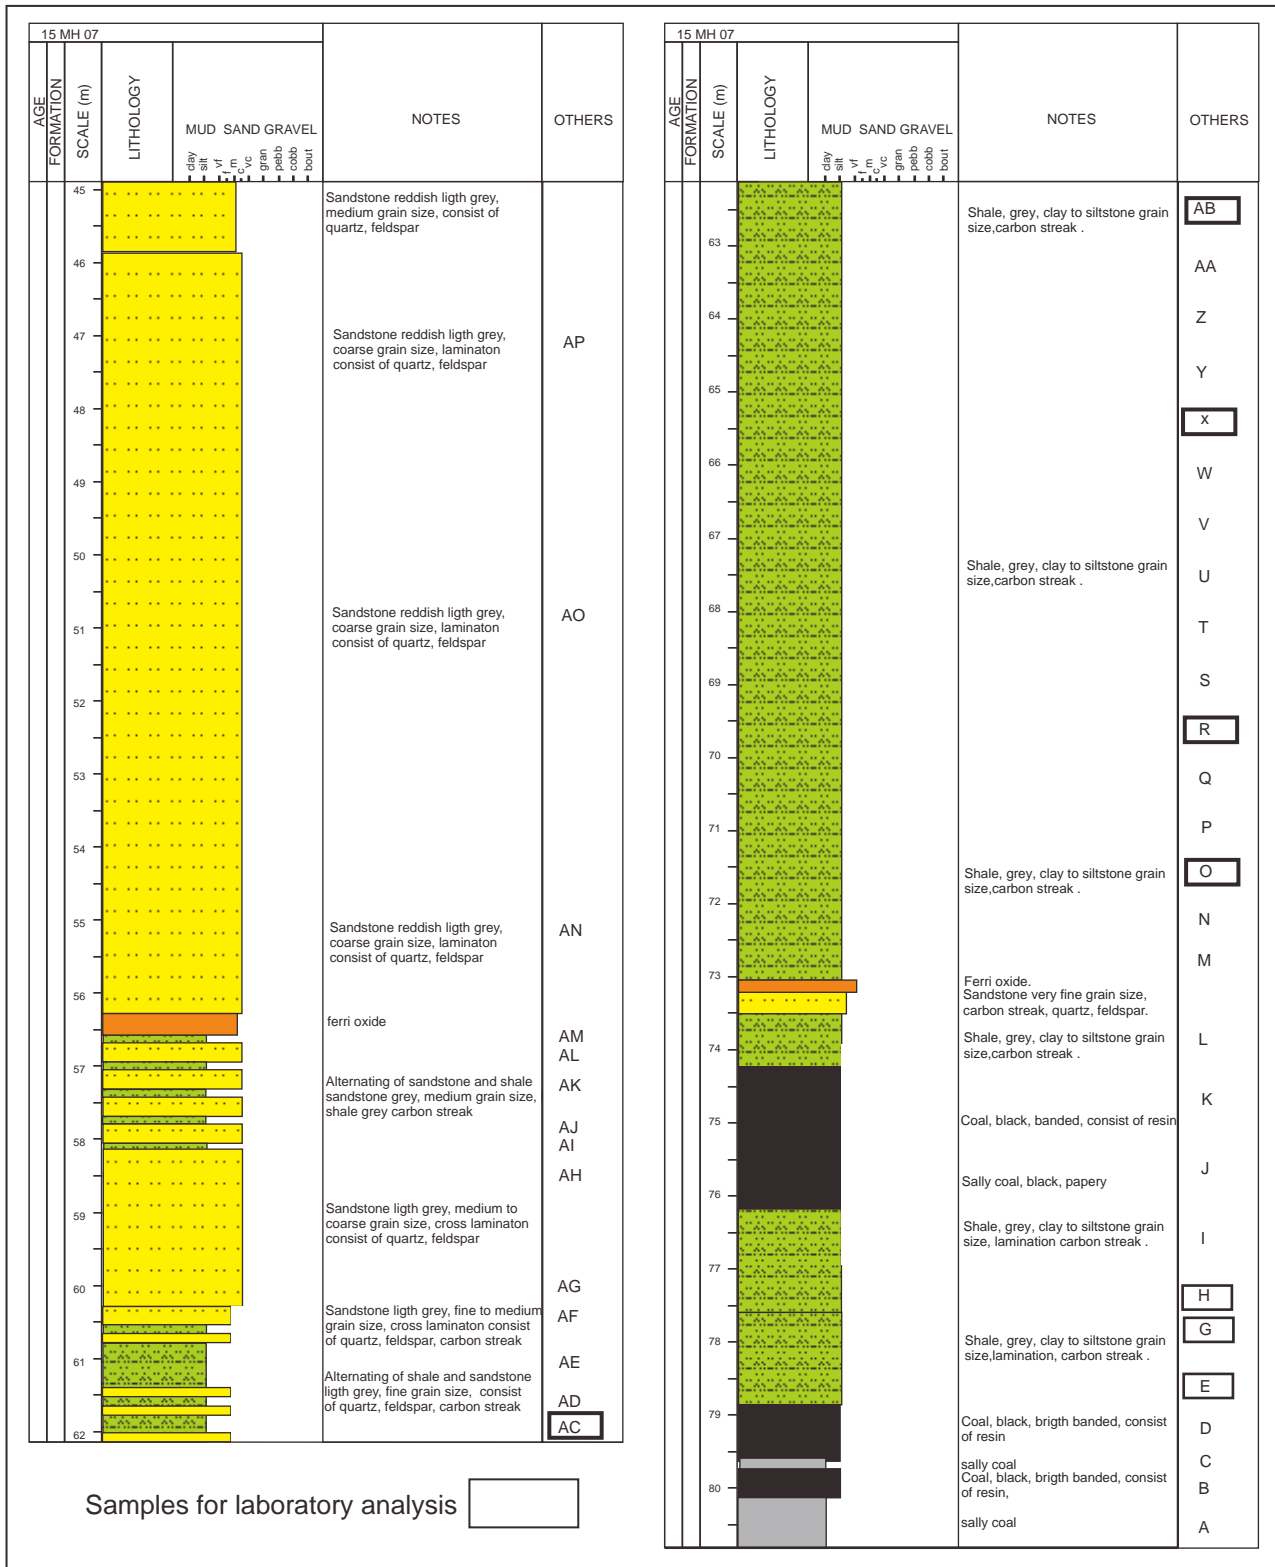 15 MH 07
AGE
FORMATION
SCALE (m)
LITHOLOGY
MUD SAND GRAVEL
clay
silt
vf
f
m
c
vc
gran
pebb
cobb
bout
NOTES
OTHERS
45
Sandstone reddish ligth grey,
medium grain size, consist of
quartz, feldspar
46
47
Sandstone reddish ligth grey,
coarse grain size, laminaton
consist of quartz, feldspar
AP
48
49
50
51
Sandstone reddish ligth grey,
coarse grain size, laminaton
consist of quartz, feldspar
AO
52
53
54
55
Sandstone reddish ligth grey,
coarse grain size, laminaton
consist of quartz, feldspar
AN
56
ferri oxide
AM
AL
57
Alternating of sandstone and shale
sandstone grey, medium grain size,
shale grey carbon streak
AK
AJ
58
AI
AH
59
Sandstone ligth grey, medium to
coarse grain size, cross laminaton
consist of quartz, feldspar
60
AG
Sandstone ligth grey, fine to medium
grain size, cross laminaton consist
of quartz, feldspar, carbon streak
AF
61
AE
Alternating of shale and sandstone
ligth grey, fine grain size, consist
of quartz, feldspar, carbon streak
AD
AC
62
Samples for laboratory analysis
15 MH 07
AGE
FORMATION
SCALE (m)
LITHOLOGY
MUD SAND GRAVEL
clay
silt
vf
f
m
c
vc
gran
pebb
cobb
bout
NOTES
OTHERS
Shale, grey, clay to siltstone grain
size,carbon streak .
AB
63
AA
64
Z
Y
65
x
66
W
V
67
Shale, grey, clay to siltstone grain
size,carbon streak .
U
68
T
69
S
R
70
Q
71
P
Shale, grey, clay to siltstone grain
size,carbon streak .
O
72
N
M
73
Ferri oxide.
Sandstone very fine grain size,
carbon streak, quartz, feldspar.
74
Shale, grey, clay to siltstone grain
size,carbon streak .
L
K
75
Coal, black, banded, consist of resin
J
76
Sally coal, black, papery
Shale, grey, clay to siltstone grain
size, lamination carbon streak .
I
77
H
G
78
Shale, grey, clay to siltstone grain
size,lamination, carbon streak .
E
79
Coal, black, brigth banded, consist
of resin
D
sally coal
C
Coal, black, brigth banded, consist
of resin,
80
B
sally coal
A